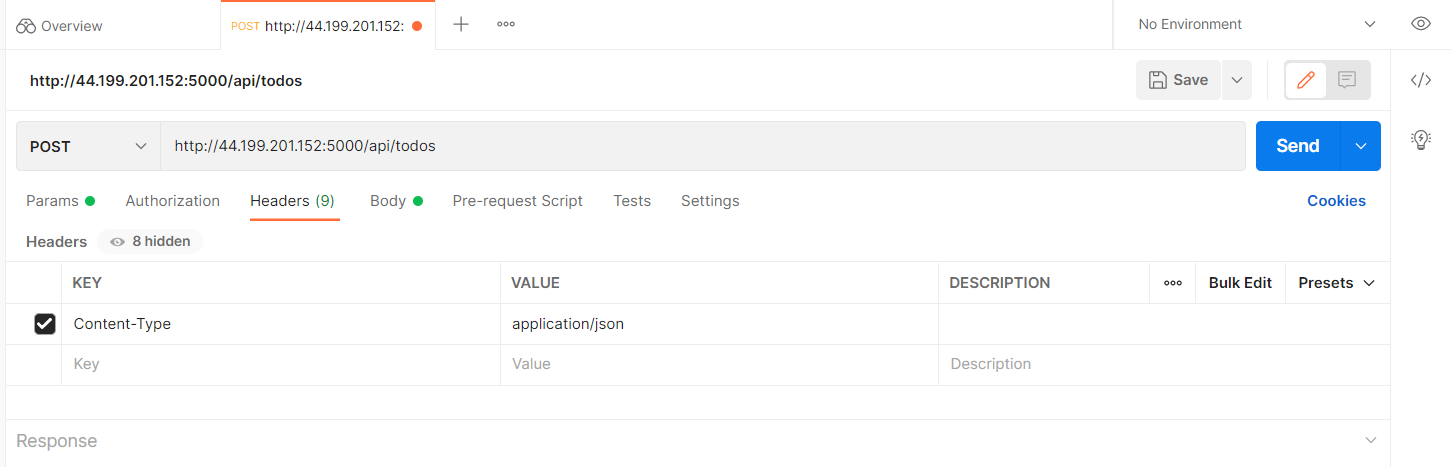 Overview
POST http://44.199.201.152:
No Environment
http://44.199.201.152:5000/api/todos
Save
POST
http://44.199.201.152:5000/api/todos
Send
Params
Authorization
Headers (9)
Body
Pre-request Script
Tests
Settings
Cookies
Headers
8 hidden
KEY
VALUE
DESCRIPTION
Bulk Edit
Presets
Content-Type
application/json
Key
Value
Description
Response